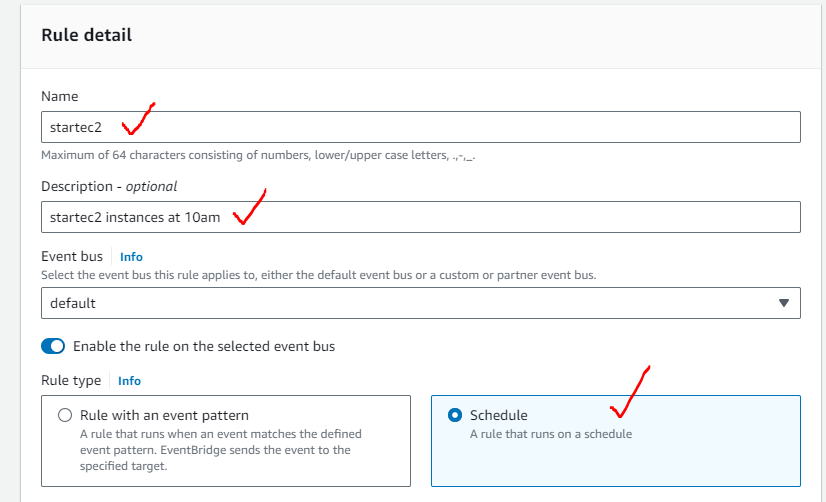 Rule detail
Name
startec2
Maximum of 64 characters consisting of numbers, lower/upper case letters, .,-,_.
Description - optional
startec2 instances at 10am
Event bus Info
Select the event bus this rule applies to, either the default event bus or a custom or partner event bus.
default
Enable the rule on the selected event bus
Rule type Info
Rule with an event pattern
A rule that runs when an event matches the defined
event pattern. EventBridge sends the event to the
specified target.
Schedule
A rule that runs on a schedule